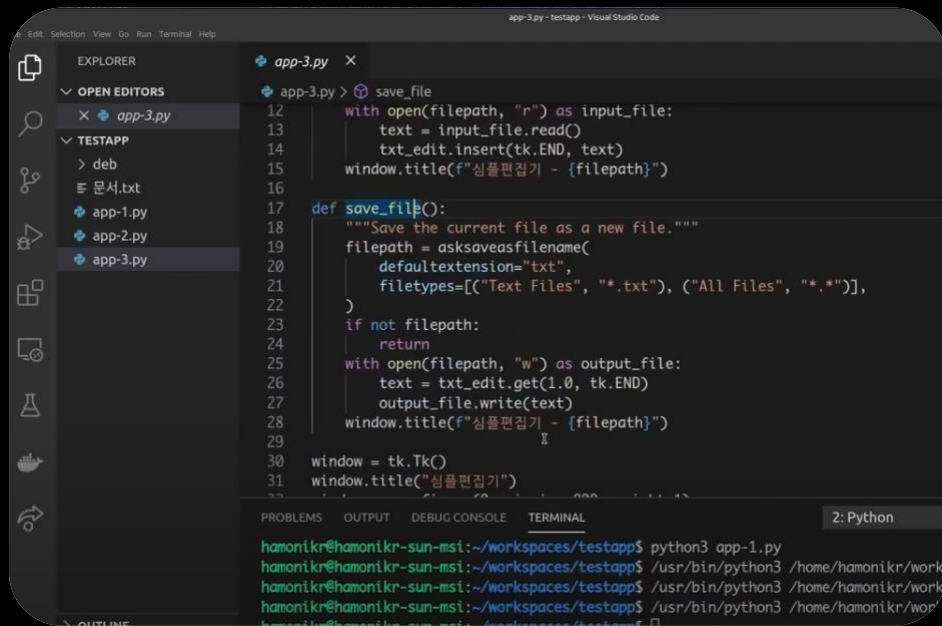 app-3.py - testapp - Visual Studio Code
Edit Selection View Go Run Terminal Help
EXPLORER
OPEN EDITORS
app-3.py
TESTAPP
deb
문서.txt
app-1.py
app-2.py
app-3.py
OUTLINE
app-3.py
app-3.py > save_file
12 with open(filepath, "r") as input_file:
13 text = input_file.read()
14 txt_edit.insert(tk.END, text)
15 window.title(f"심플편집기 - {filepath}")
16
17 def save_file():
18 """Save the current file as a new file."""
19 filepath = asksaveasfilename(
20 defaultextension="txt",
21 filetypes=[("Text Files", "*.txt"), ("All Files", "*.*")],
22 )
23 if not filepath:
24 return
25 with open(filepath, "w") as output_file:
26 text = txt_edit.get(1.0, tk.END)
27 output_file.write(text)
28 window.title(f"심플편집기 - {filepath}")
29
30 window = tk.Tk()
31 window.title("심플편집기")
PROBLEMS OUTPUT DEBUG CONSOLE TERMINAL 2: Python
hamonikr@hamonikr-sun-msi:~/workspaces/testapp$ python3 app-1.py
hamonikr@hamonikr-sun-msi:~/workspaces/testapp$ /usr/bin/python3 /home/hamonikr/work
hamonikr@hamonikr-sun-msi:~/workspaces/testapp$ /usr/bin/python3 /home/hamonikr/work
hamonikr@hamonikr-sun-msi:~/workspaces/testapp$ /usr/bin/python3 /home/hamonikr/work